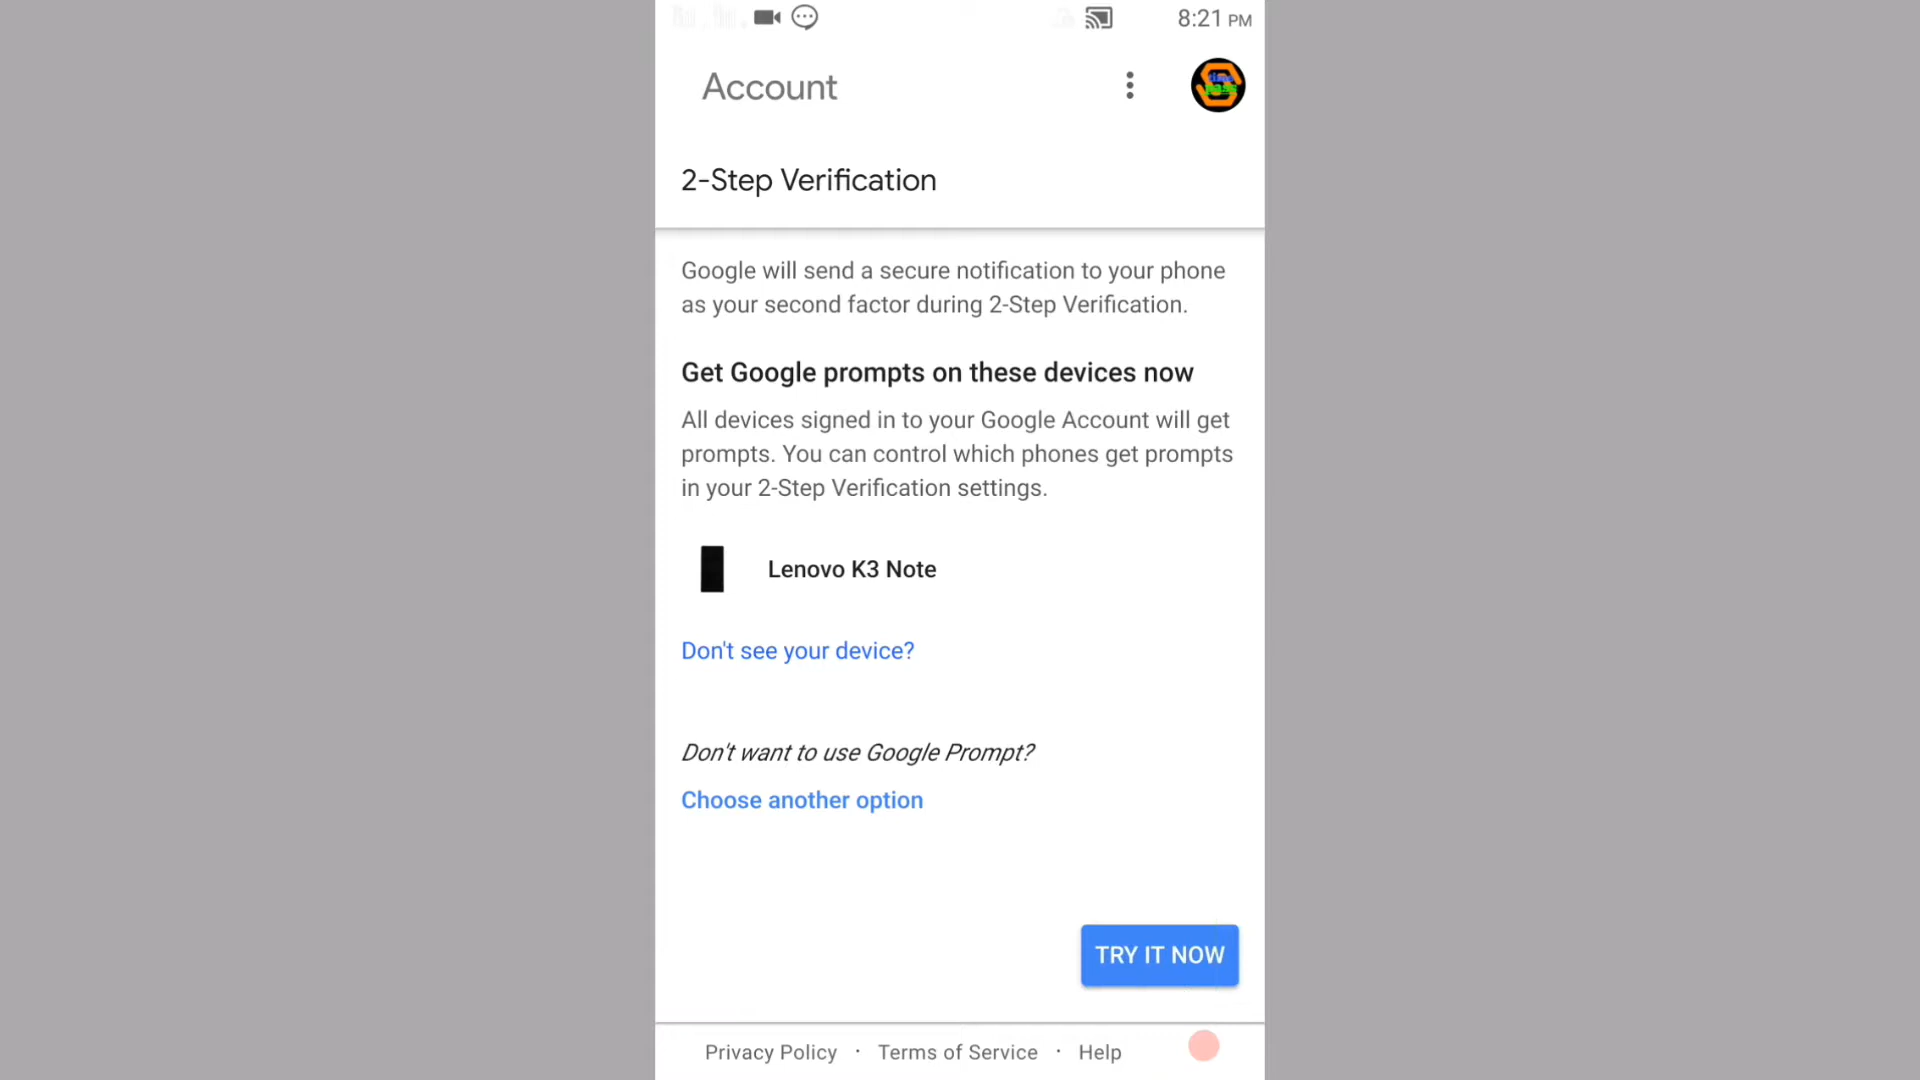 8:21 PM
Account
2-Step Verification
Google will send a secure notification to your phone
as your second factor during 2-Step Verification.
Get Google prompts on these devices now
All devices signed in to your Google Account will get
prompts. You can control which phones get prompts
in your 2-Step Verification settings.
Lenovo K3 Note
Don't see your device?
Don't want to use Google Prompt?
Choose another option
TRY IT NOW
Privacy Policy · Terms of Service · Help